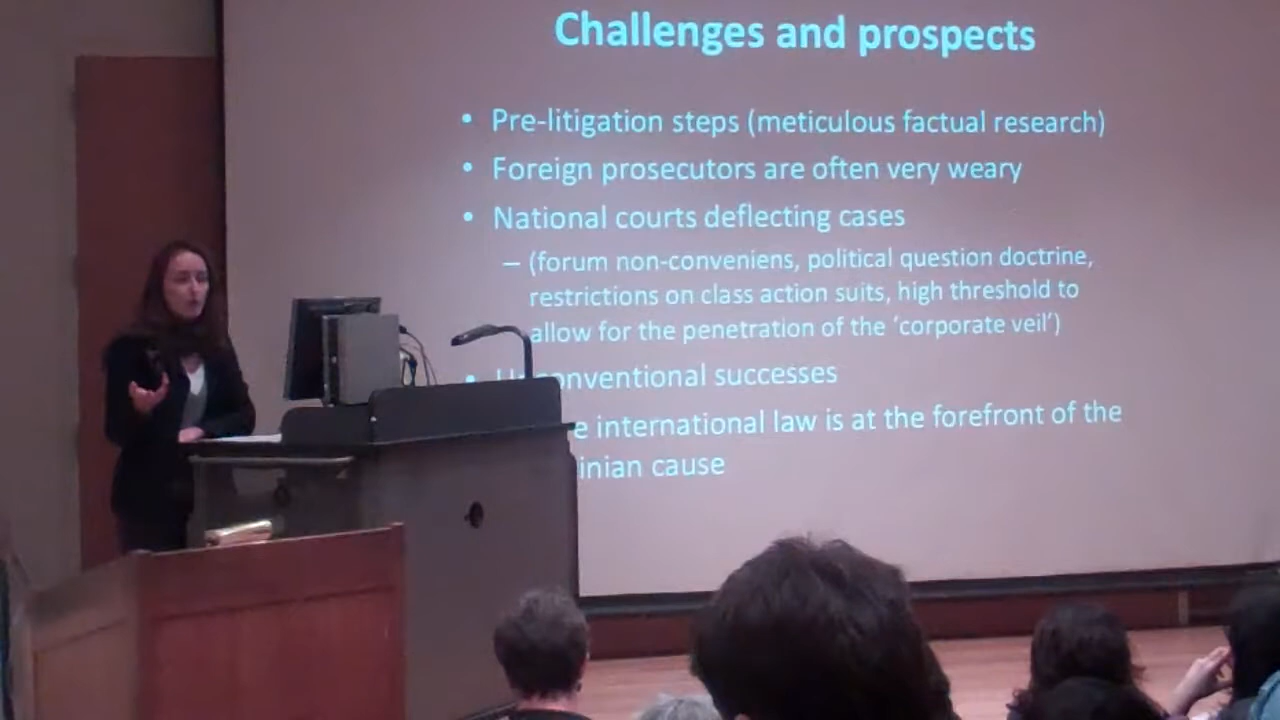 Challenges and prospects
• Pre-litigation steps (meticulous factual research)
• Foreign prosecutors are often very weary
• National courts deflecting cases
– (forum non-conveniens, political question doctrine,
restrictions on class action suits, high threshold to
allow for the penetration of the ‘corporate veil’)
• successes
international law is at the forefront of the
cause